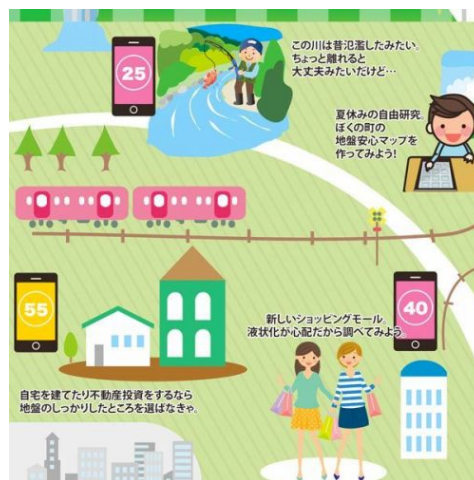 この川は昔氾濫したみたい。
ちょっと離れると
大丈夫みたいだけど…
25
夏休みの自由研究。
ぼくの町の
地盤安心マップを
作ってみよう!
55
40
新しいショッピングモール。
液状化が心配だから調べてみよう。
自宅を建てたり不動産投資をするなら
地盤のしっかりしたところを選ばなきゃ。